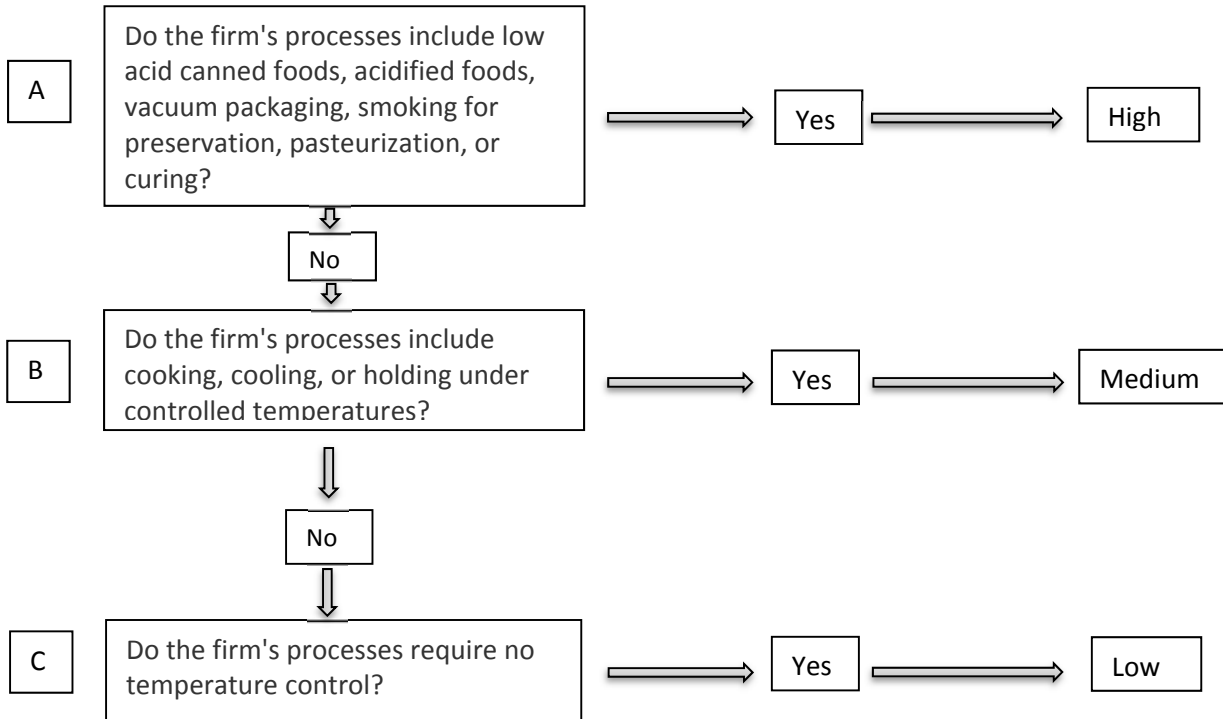 Do the firm's processes include low
acid canned foods, acidified foods,
vacuum packaging, smoking for
preservation, pasteurization, or
curing?
A
Yes
High
No
Do the firm's processes include
cooking, cooling, or holding under
controlled temperatures?
B
Yes
Medium
No
Do the firm's processes require no
temperature control?
C
Yes
Low